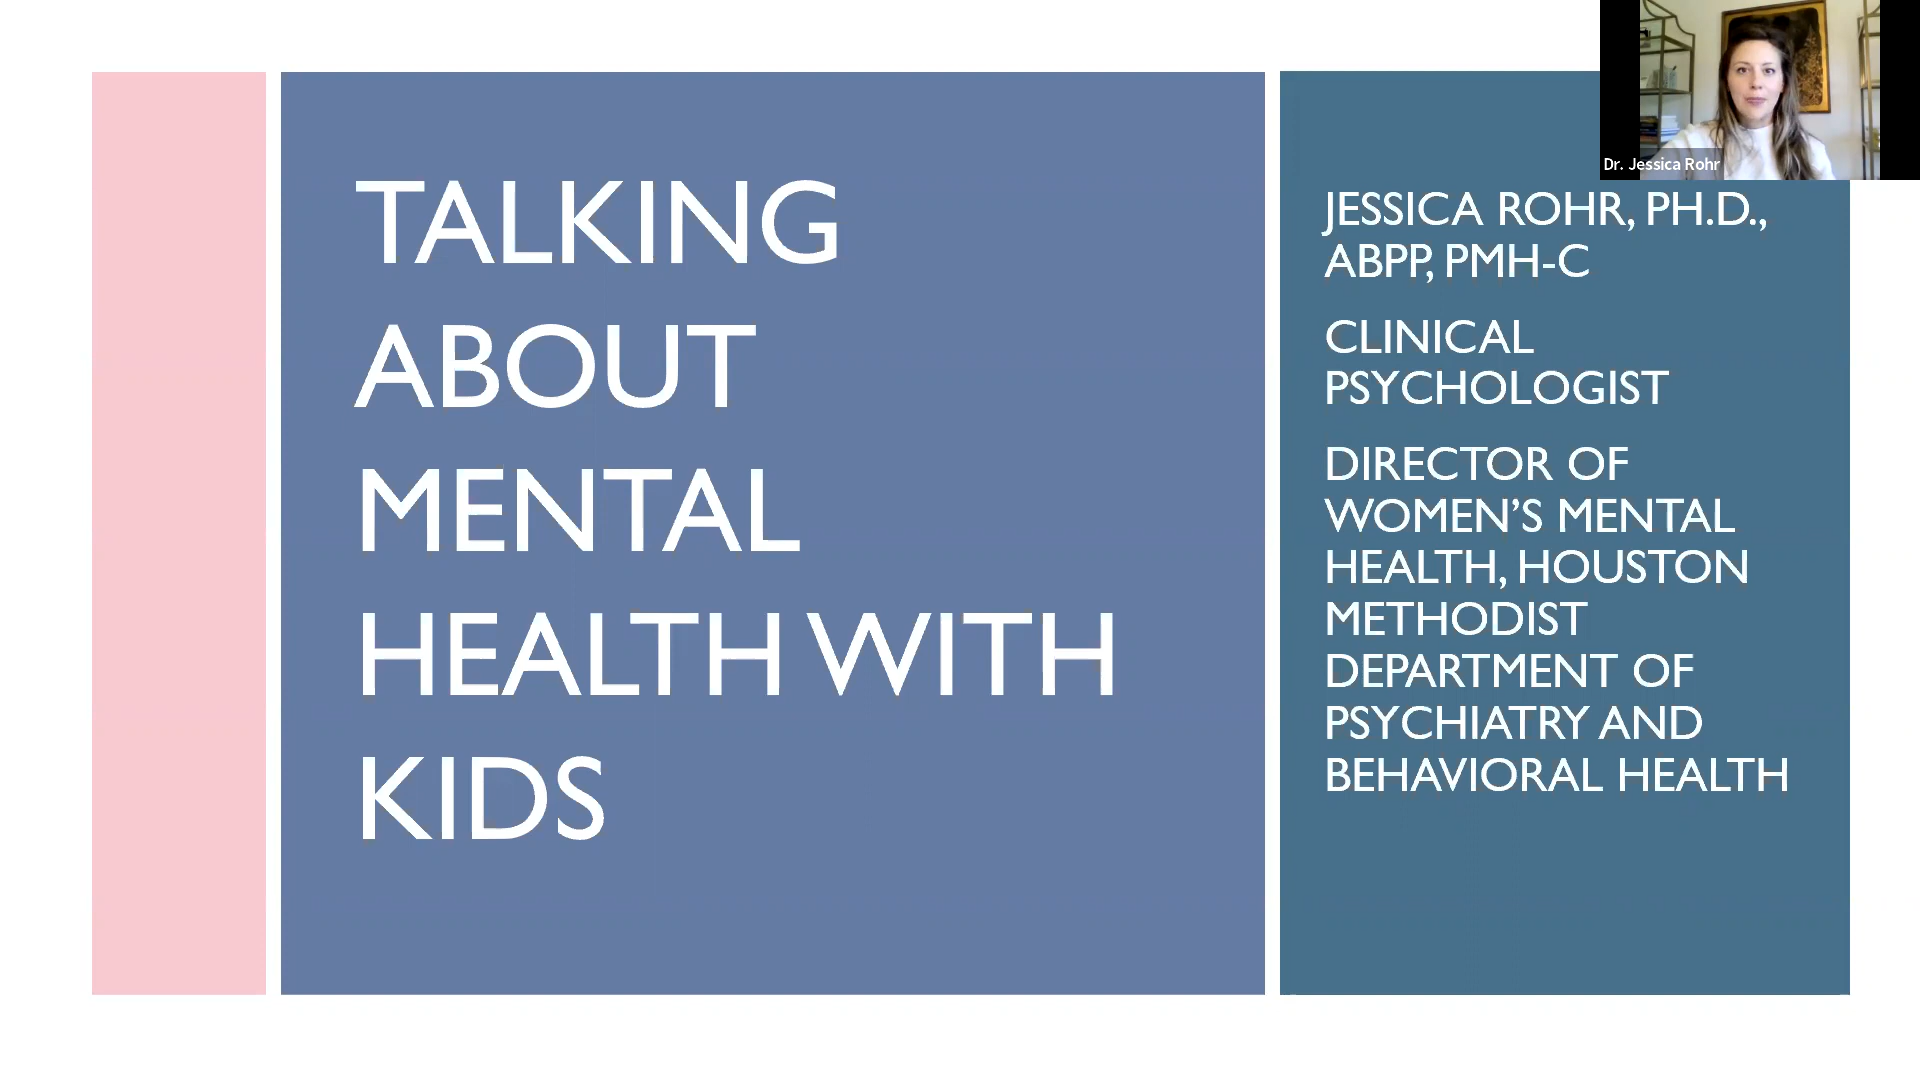 TALKING
ABOUT
MENTAL
HEALTH WITH
KIDS
JESSICA ROHR, PH.D.,
ABPP, PMH-C
CLINICAL
PSYCHOLOGIST
DIRECTOR OF
WOMEN’S MENTAL
HEALTH, HOUSTON
METHODIST
DEPARTMENT OF
PSYCHIATRY AND
BEHAVIORAL HEALTH
Dr. Jessica Rohr